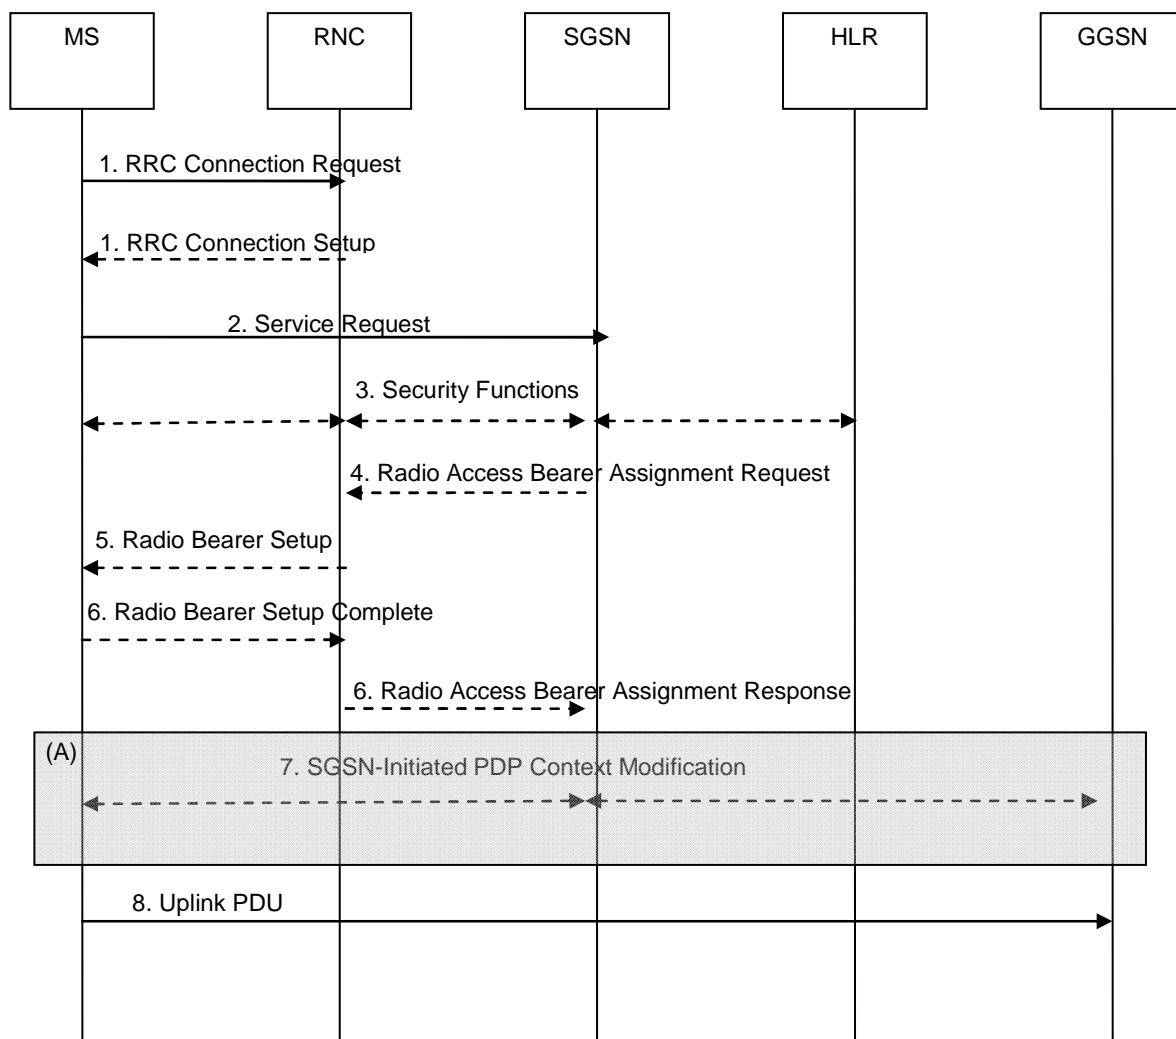 MS
RNC
SGSN
HLR
GGSN
1. RRC Connection Request
1. RRC Connection Setup
2. Service Request
3. Security Functions
4. Radio Access Bearer Assignment Request
5. Radio Bearer Setup
6. Radio Bearer Setup Complete
6. Radio Access Bearer Assignment Response
(A)
7. SGSN-Initiated PDP Context Modification
8. Uplink PDU